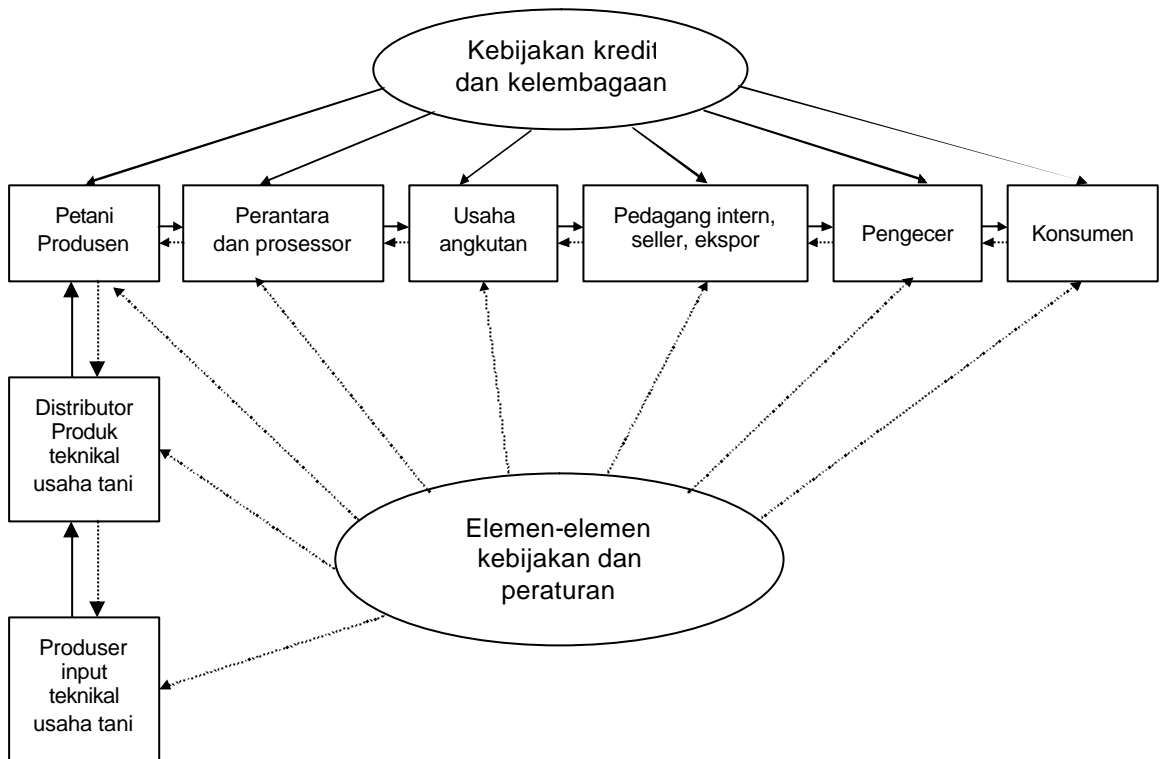 Kebijakan kredit
dan kelembagaan
Petani
Produsen
Perantara
dan prosessor
Usaha
angkutan
Pedagang intern,
seller, ekspor
Pengecer
Konsumen
Distributor
Produk
teknikal
usaha tani
Elemen-elemen
kebijakan dan
peraturan
Produser
input
teknikal
usaha tani